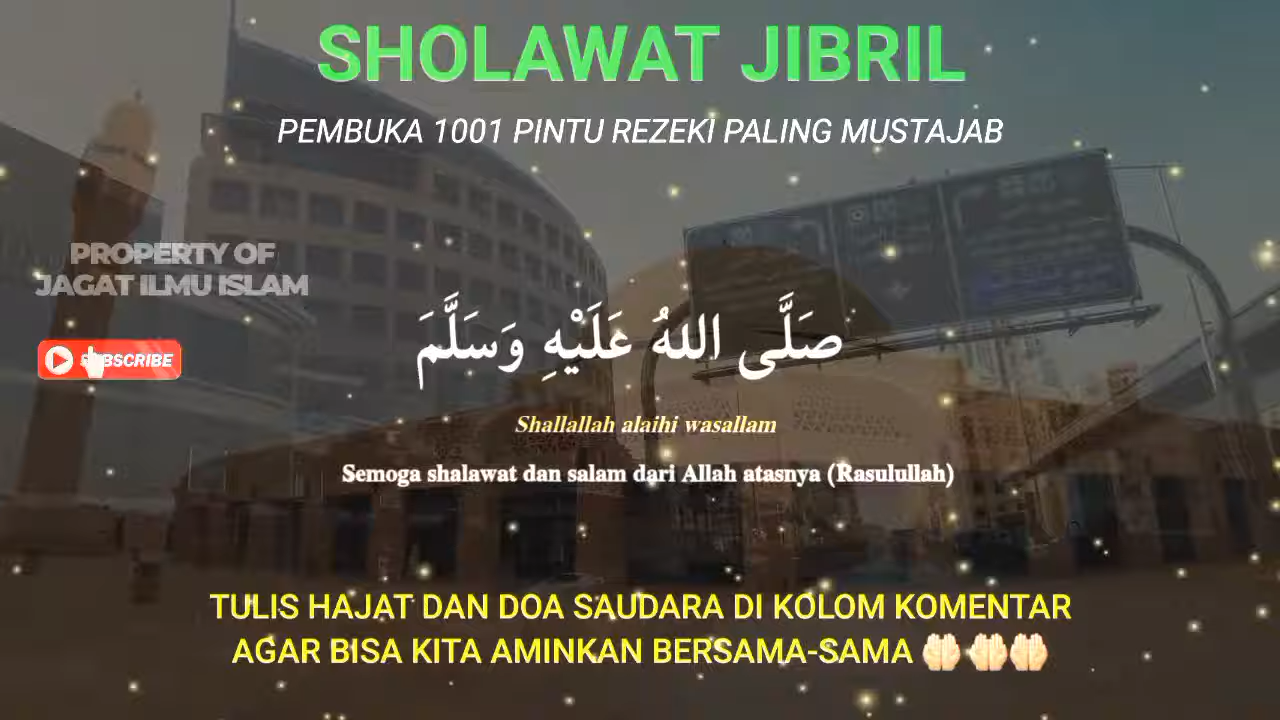 SHOLAWAT JIBRIL
PEMBUKA 1001 PINTU REZEKI PALING MUSTAJAB
PROPERTY OF
JAGAT ILMU ISLAM
صَلَّى اللهُ عَلَيْهِ وَسَلَّمَ
SUBSCRIBE
Shallallah alaihi wasallam
Semoga shalawat dan salam dari Allah atasnya (Rasulullah)
TULIS HAJAT DAN DOA SAUDARA DI KOLOM KOMENTAR
AGAR BISA KITA AMINKAN BERSAMA-SAMA 🤲🏻🤲🏻🤲🏻